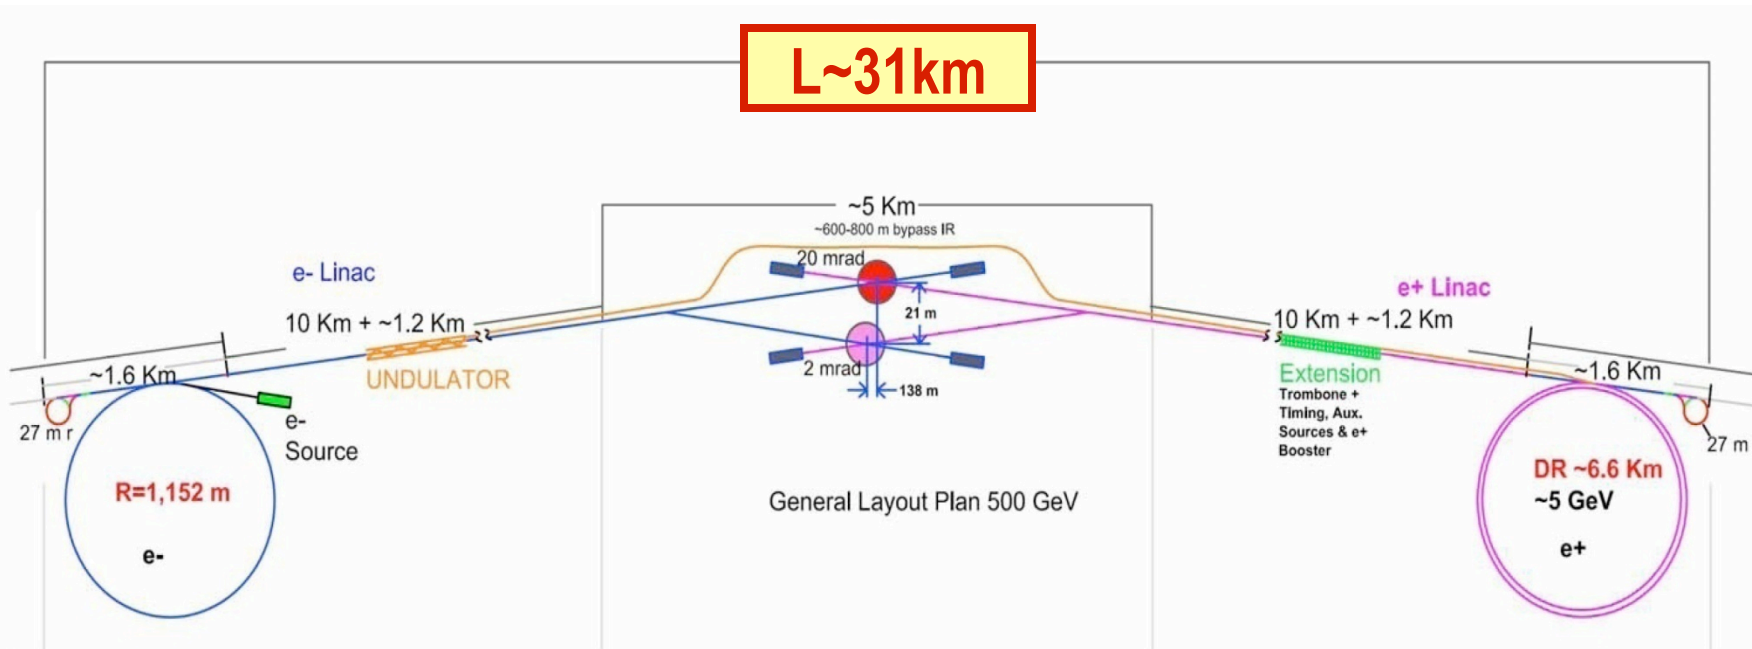 L~31km
~5 Km
~600-800 m bypass IR
20 mrad
e- Linac
e+ Linac
21 m
10 Km + ~1.2 Km
10 Km + ~1.2 Km
2 mrad
~1.6 Km
UNDULATOR
Extension
Trombone +
Timing, Aux.
Sources & e+
Booster
~1.6 Km
138 m
27 m r
e-
Source
27 m
R=1,152 m
e-
General Layout Plan 500 GeV
DR ~6.6 Km
~5 GeV
e+